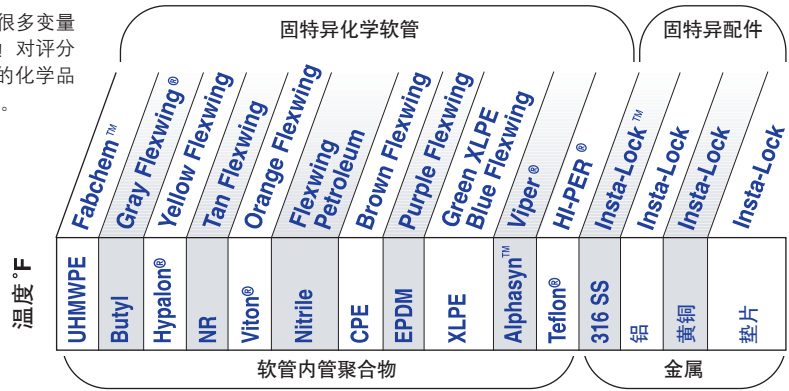 很多变量
对评分
的化学品
。
固特异化学软管
固特异配件
Fabchem™
Gray Flexwing®
Yellow Flexwing
Tan Flexwing
Orange Flexwing
Flexwing
Petroleum
Brown Flexwing
Purple Flexwing
Green XLPE
Blue Flexwing
Viper®
HI-PER®
Insta-Lock™
Insta-Lock
Insta-Lock
Insta-Lock
温度 °F
UHMWPE
Butyl
Hypalon®
NR
Viton®
Nitrile
CPE
EPDM
XLPE
Alphasyn™
Teflon®
316 SS
铝
黄铜
垫片
软管内管聚合物
金属